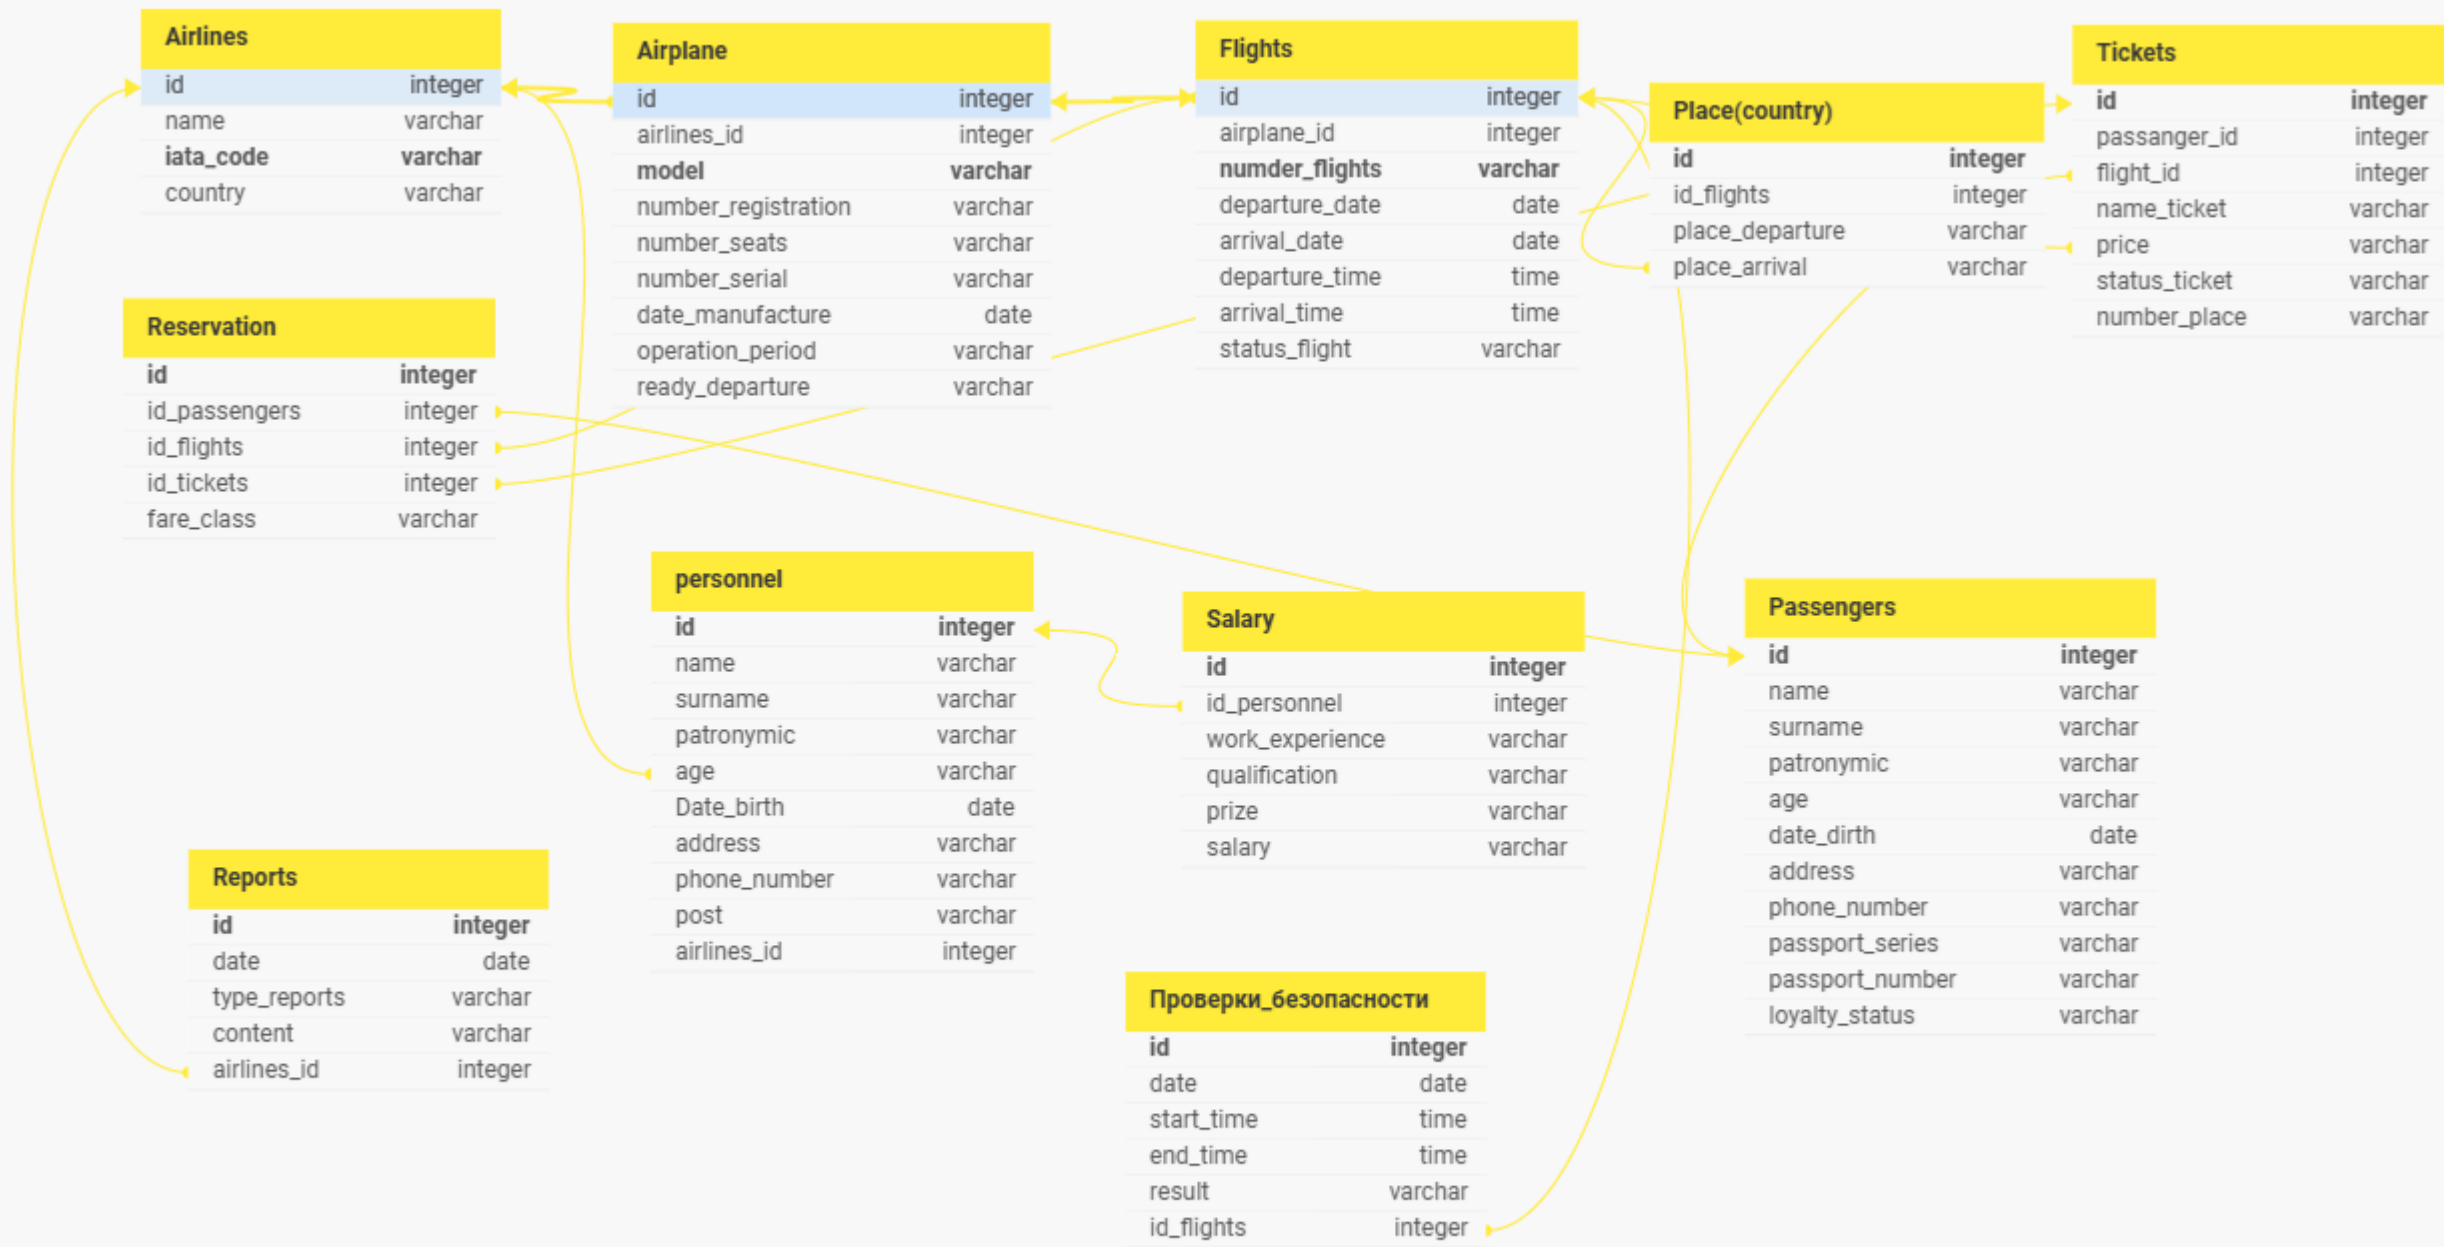 Airlines
id integer
name varchar
iata_code varchar
country varchar
Airplane
id integer
airlines_id integer
model varchar
number_registration varchar
number_seats varchar
number_serial varchar
date_manufacture date
operation_period varchar
ready_departure varchar
Flights
id integer
airplane_id integer
numder_flights varchar
departure_date date
arrival_date date
departure_time time
arrival_time time
status_flight varchar
Place(country)
id integer
id_flights integer
place_departure varchar
place_arrival varchar
Tickets
id integer
passanger_id integer
flight_id integer
name_ticket varchar
price varchar
status_ticket varchar
number_place varchar
Reservation
id integer
id_passengers integer
id_flights integer
id_tickets integer
fare_class varchar
personnel
id integer
name varchar
surname varchar
patronymic varchar
age varchar
Date_birth date
address varchar
phone_number varchar
post varchar
airlines_id integer
Salary
id integer
id_personnel integer
work_experience varchar
qualification varchar
prize varchar
salary varchar
Passengers
id integer
name varchar
surname varchar
patronymic varchar
age varchar
date_dirth date
address varchar
phone_number varchar
passport_series varchar
passport_number varchar
loyalty_status varchar
Reports
id integer
date date
type_reports varchar
content varchar
airlines_id integer
Проверки_безопасности
id integer
date date
start_time time
end_time time
result varchar
id_flights integer